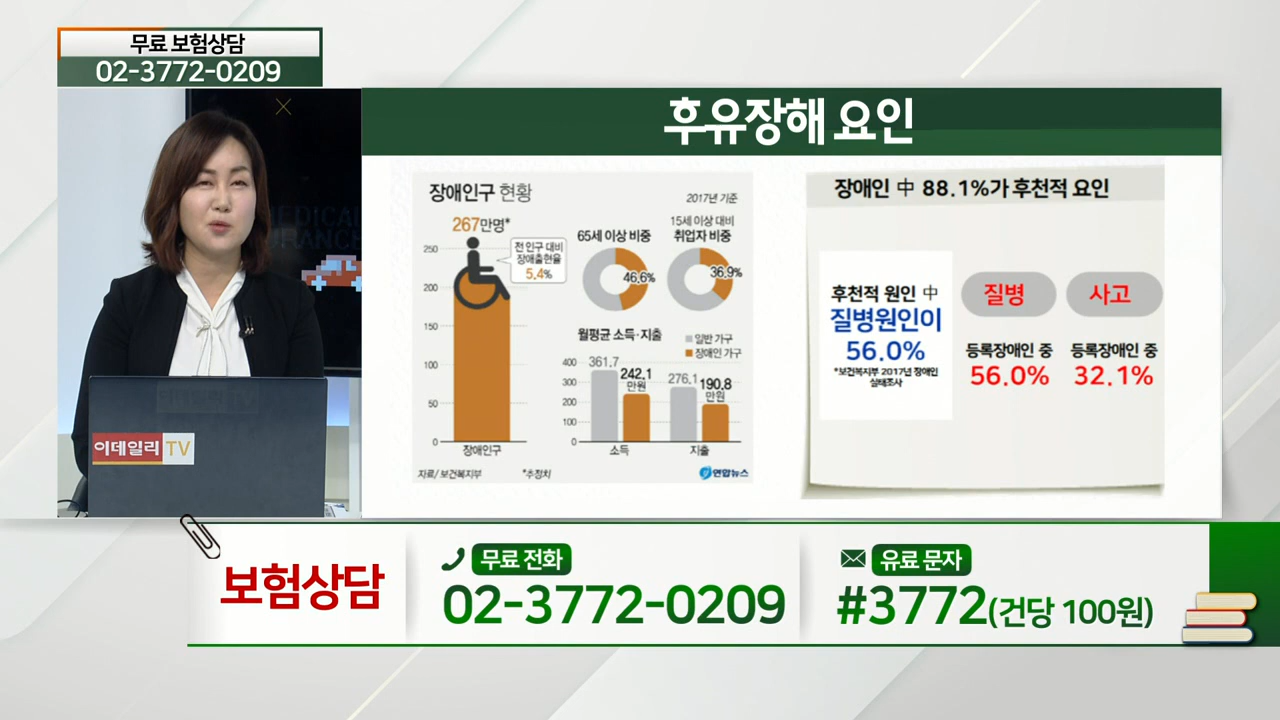 무료 보험상담
02-3772-0209
후유장해 요인
장애인구 현황
2017년 기준
267만명*
전 인구 대비
장애출현율
5.4%
250
200
150
100
50
0
장애인구
65세 이상 비중
46.6%
15세 이상 대비
취업자 비중
36.9%
월평균 소득·지출
일반 가구
장애인 가구
400
300
200
100
0
361.7
242.1
만원
276.1
190.8
만원
소득
지출
자료/ 보건복지부
*추정치
연합뉴스
장애인 中 88.1%가 후천적 요인
후천적 원인 中
질병원인이
56.0%
*보건복지부 2017년 장애인
실태조사
질병
사고
등록장애인 중
56.0%
등록장애인 중
32.1%
이데일리 TV
보험상담
무료 전화
02-3772-0209
유료 문자
#3772(건당 100원)